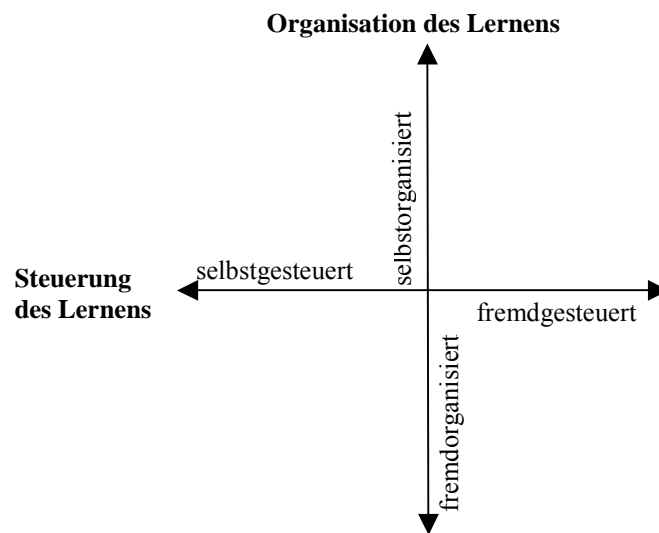 Organisation des Lernens
selbstorganisiert
selbstgesteuert
Steuerung
des Lernens
fremdgesteuert
fremdorganisiert